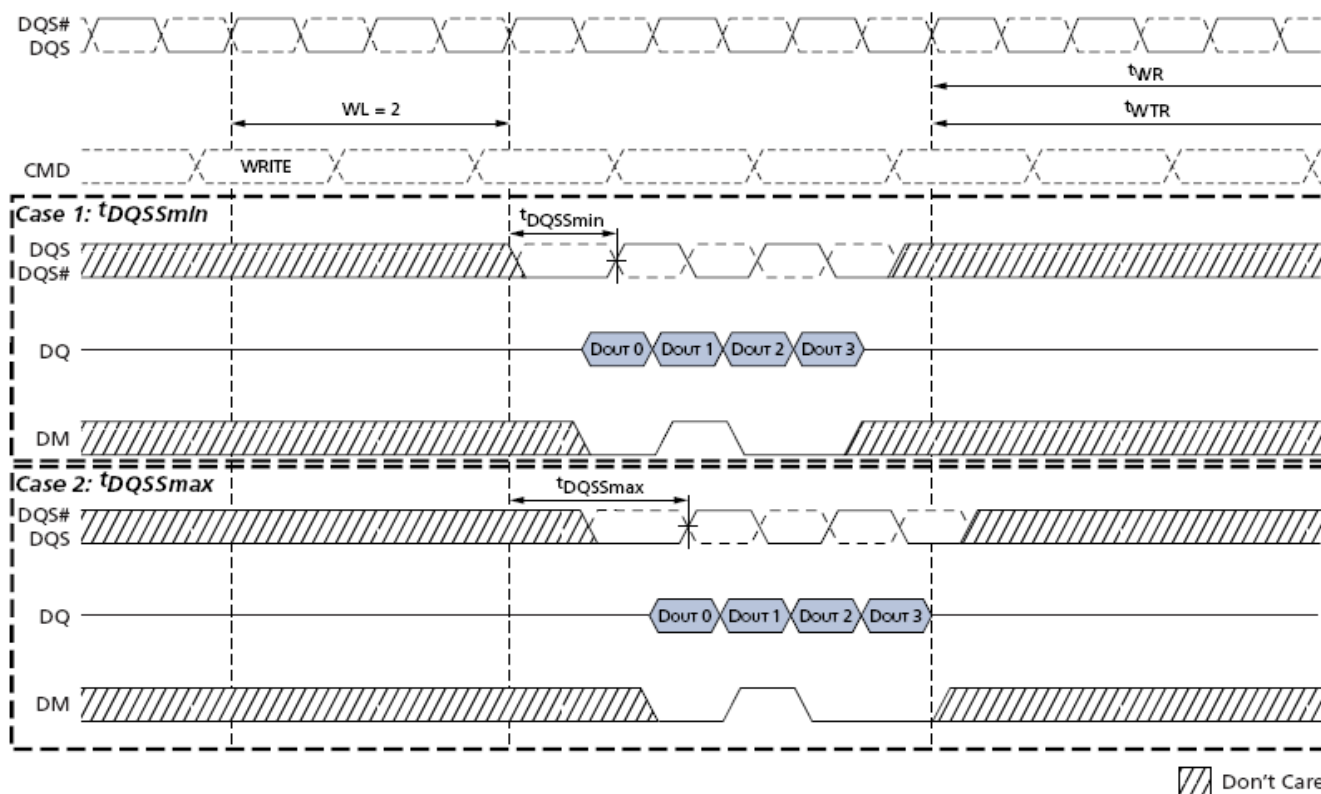 DQS#
DQS
tWR
WL = 2
tWTR
CMD
WRITE
Case 1: tDQSSmin
tDQSSmin
DQS
DQS#
DQ
DOUT 0 DOUT 1 DOUT 2 DOUT 3
DM
Case 2: tDQSSmax
tDQSSmax
DQS#
DQS
DQ
DOUT 0 DOUT 1 DOUT 2 DOUT 3
DM
Don't Care